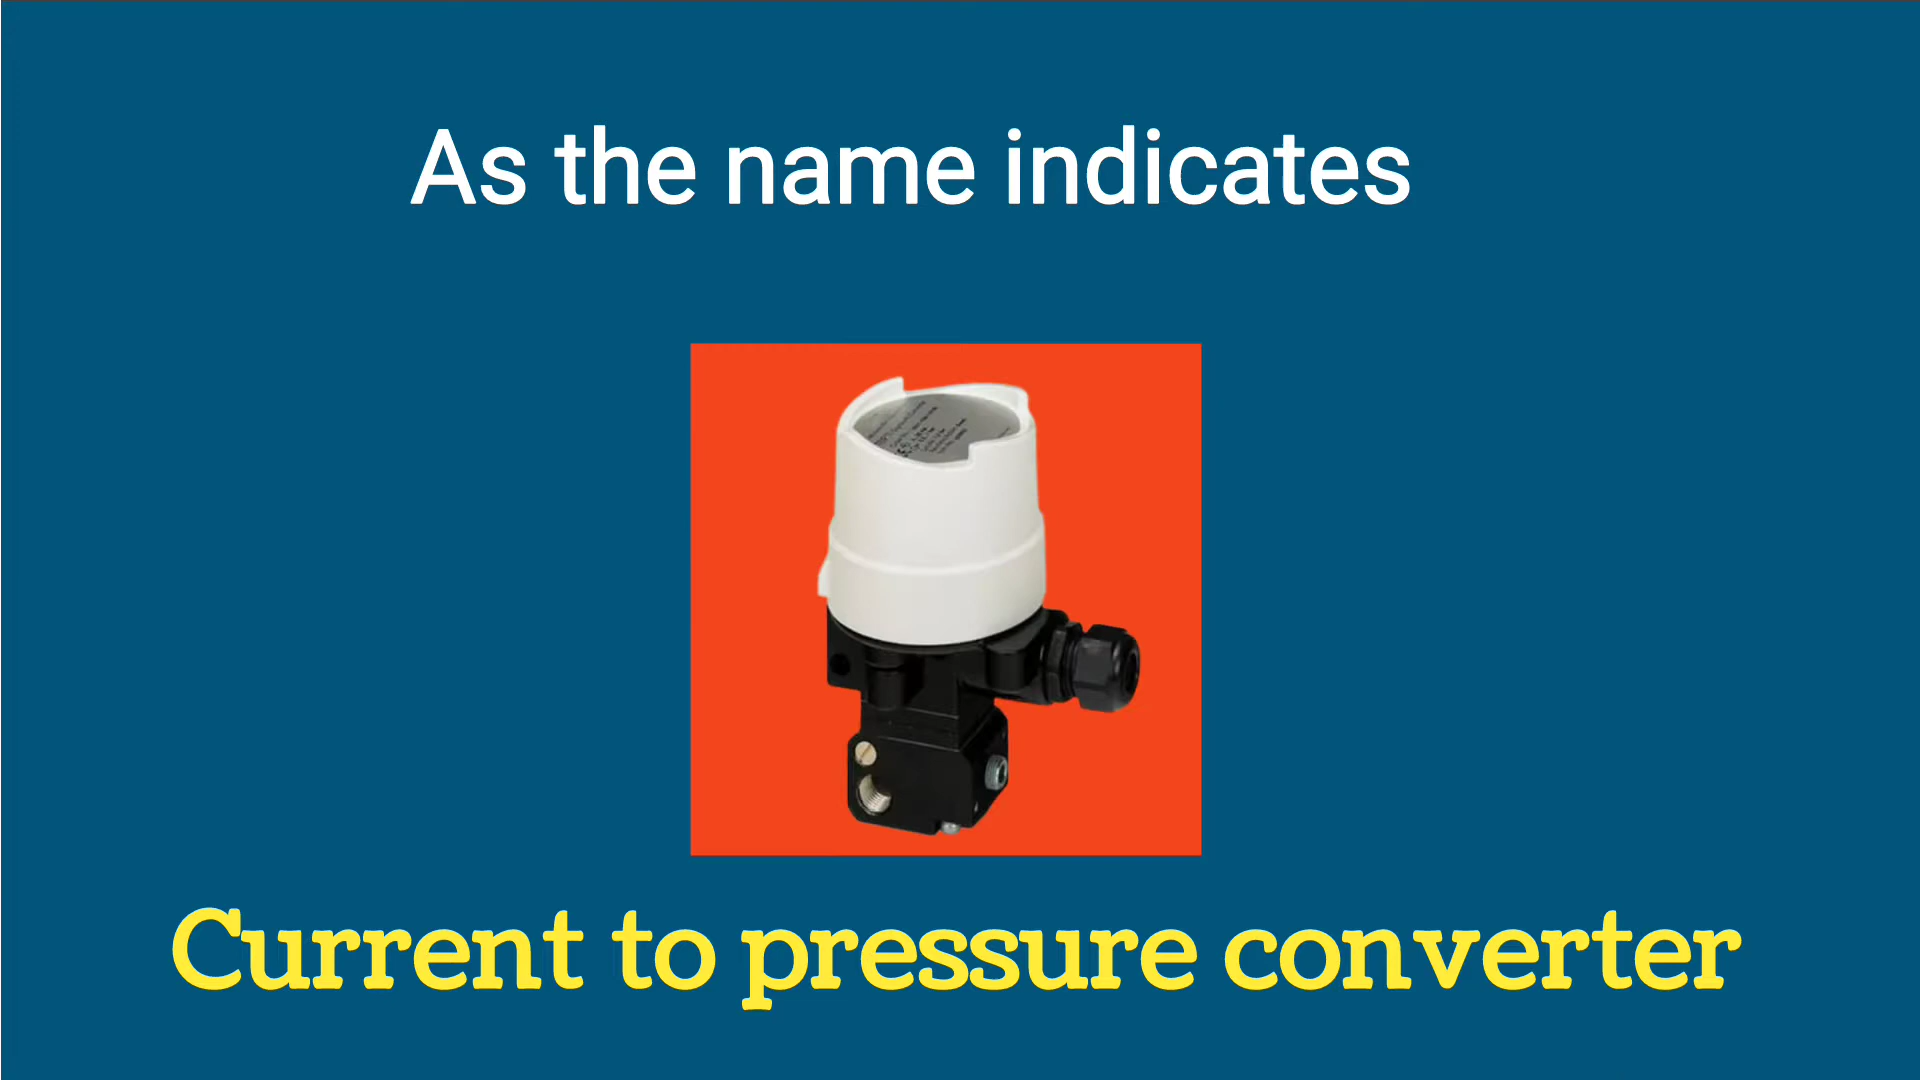 As the name indicates
Current to pressure converter